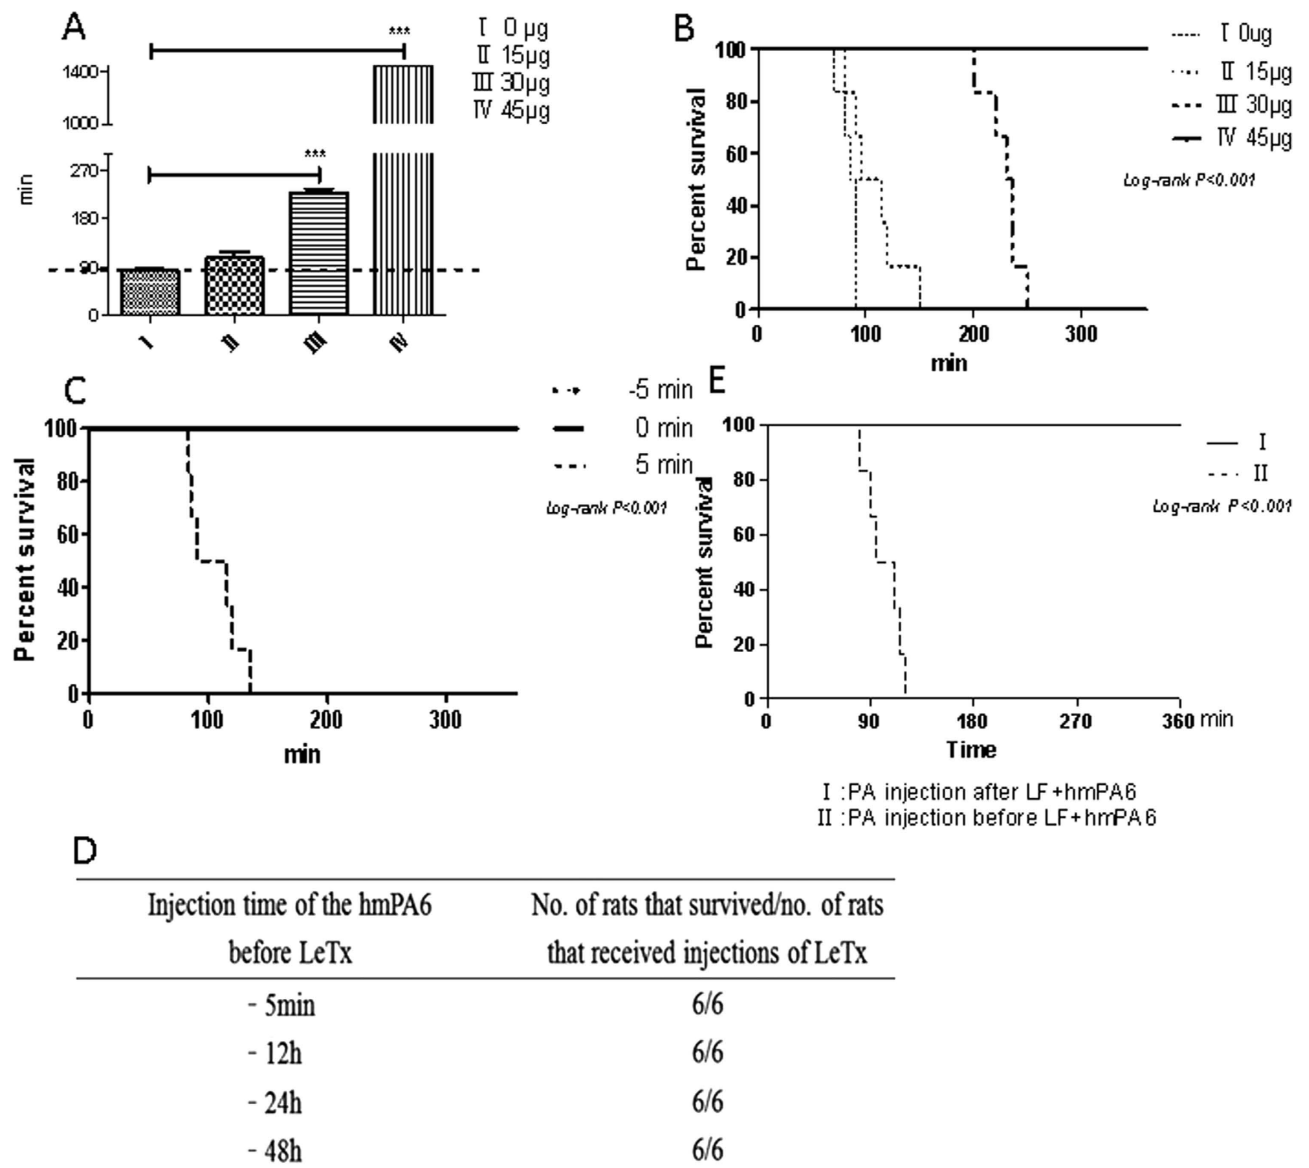 A
***
I 0 µg
II 15µg
III 30µg
IV 45µg
1400
1000
***
270
180
90
0
min
I
II
III
IV
B
I 0ug
II 15µg
III 30µg
IV 45µg
Log-rank P<0.001
Percent survival
100
80
60
40
20
0
0 100 200 300
min
C
-5 min
0 min
5 min
Log-rank P<0.001
Percent survival
100
80
60
40
20
0
0 100 200 300
min
E
I
II
Log-rank P<0.001
Percent survival
100
80
60
40
20
0
0 90 180 270 360 min
Time
I :PA injection after LF+hmPA6
II :PA injection before LF+hmPA6
D
Injection time of the hmPA6 No. of rats that survived/no. of rats
before LeTx that received injections of LeTx
- 5min 6/6
- 12h 6/6
- 24h 6/6
- 48h 6/6